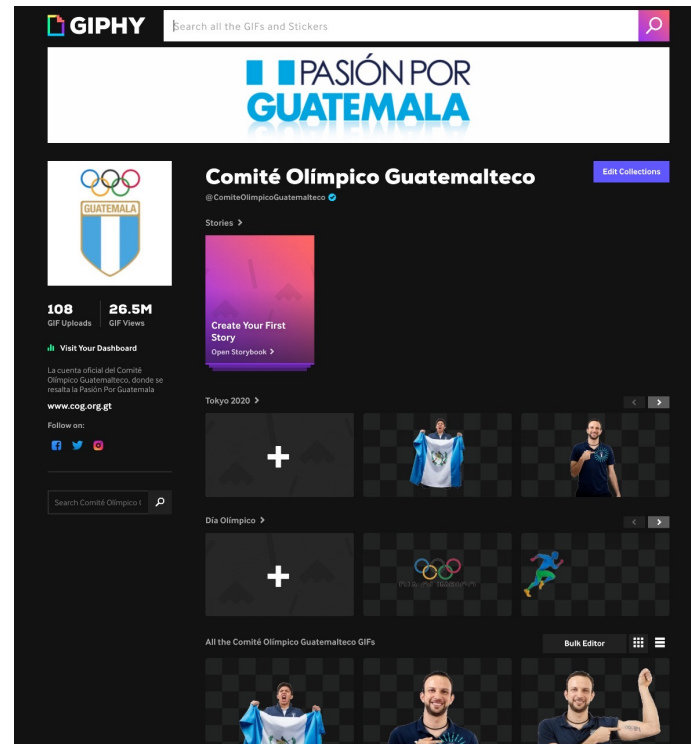 GIPHY
Search all the GIFs and Stickers
PASIÓN POR
GUATEMALA
GUATEMALA
108
GIF Uploads
26.5M
GIF Views
Visit Your Dashboard
La cuenta oficial del Comité
Olímpico Guatemalteco, donde se
resalta la Pasión Por Guatemala
www.cog.org.gt
Follow on:
Search Comité Olímpico
Comité Olímpico Guatemalteco
@ComiteOlimpicoGuatemalteco
Edit Collections
Stories >
Create Your First
Story
Open Storybook >
Tokyo 2020 >
Día Olímpico >
All the Comité Olímpico Guatemalteco GIFs
Bulk Editor